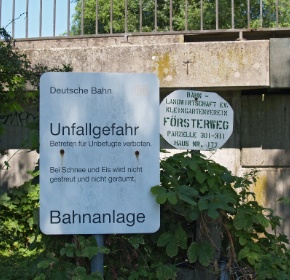 Deutsche Bahn
Unfallgefahr
Betreten für Unbefugte verboten.
Bei Schnee und Eis wird nicht
gestreut und nicht geräumt.
Bahnanlage
BAHN -
LANDWIRTSCHAFT E.V.
KLEINGARTENVEREIN
FÖRSTERWEG
PARZELLE 301-311
HAUS NR. 177